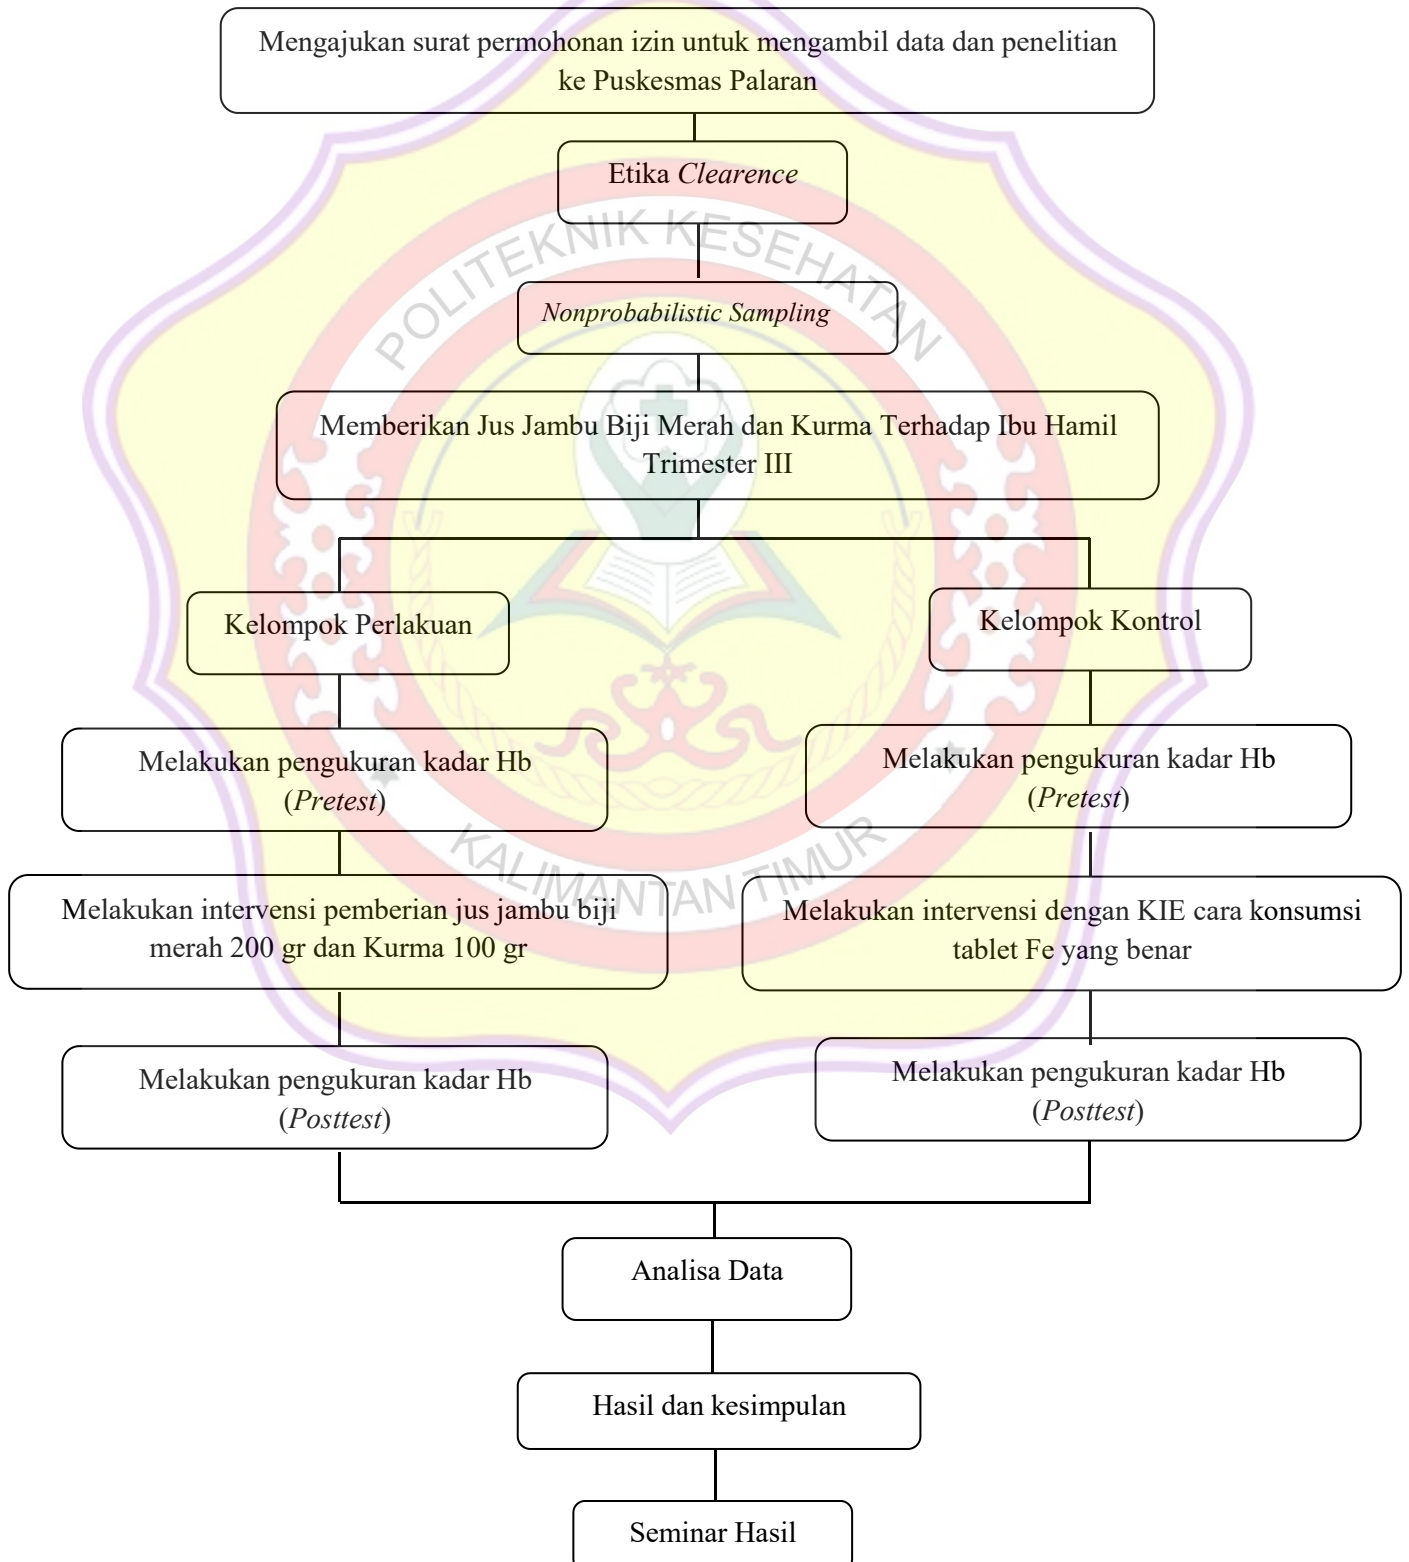 Mengajukan surat permohonan izin untuk mengambil data dan penelitian
ke Puskesmas Palaran
Etika Clearence
POLITEKNIK KESEHATAN
Nonprobabilistic Sampling
Memberikan Jus Jambu Biji Merah dan Kurma Terhadap Ibu Hamil
Trimester III
Kelompok Perlakuan
Kelompok Kontrol
Melakukan pengukuran kadar Hb
(Pretest)
Melakukan pengukuran kadar Hb
(Pretest)
KALIMANTAN TIMUR
Melakukan intervensi pemberian jus jambu biji
merah 200 gr dan Kurma 100 gr
Melakukan intervensi dengan KIE cara konsumsi
tablet Fe yang benar
Melakukan pengukuran kadar Hb
(Posttest)
Melakukan pengukuran kadar Hb
(Posttest)
Analisa Data
Hasil dan kesimpulan
Seminar Hasil